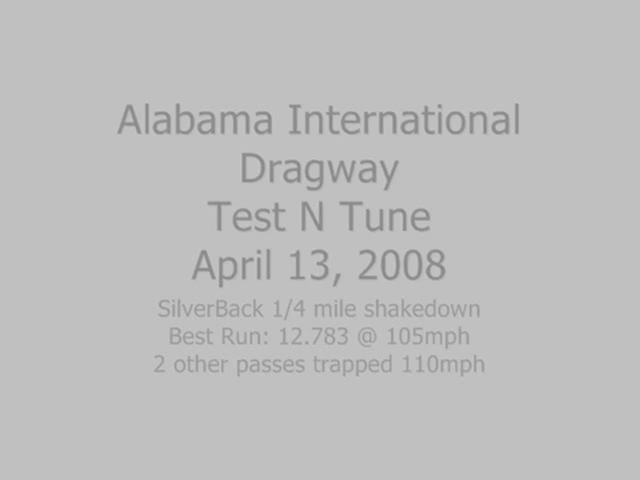 Alabama International
Dragway
Test N Tune
April 13, 2008
SilverBack 1/4 mile shakedown
Best Run: 12.783 @ 105mph
2 other passes trapped 110mph